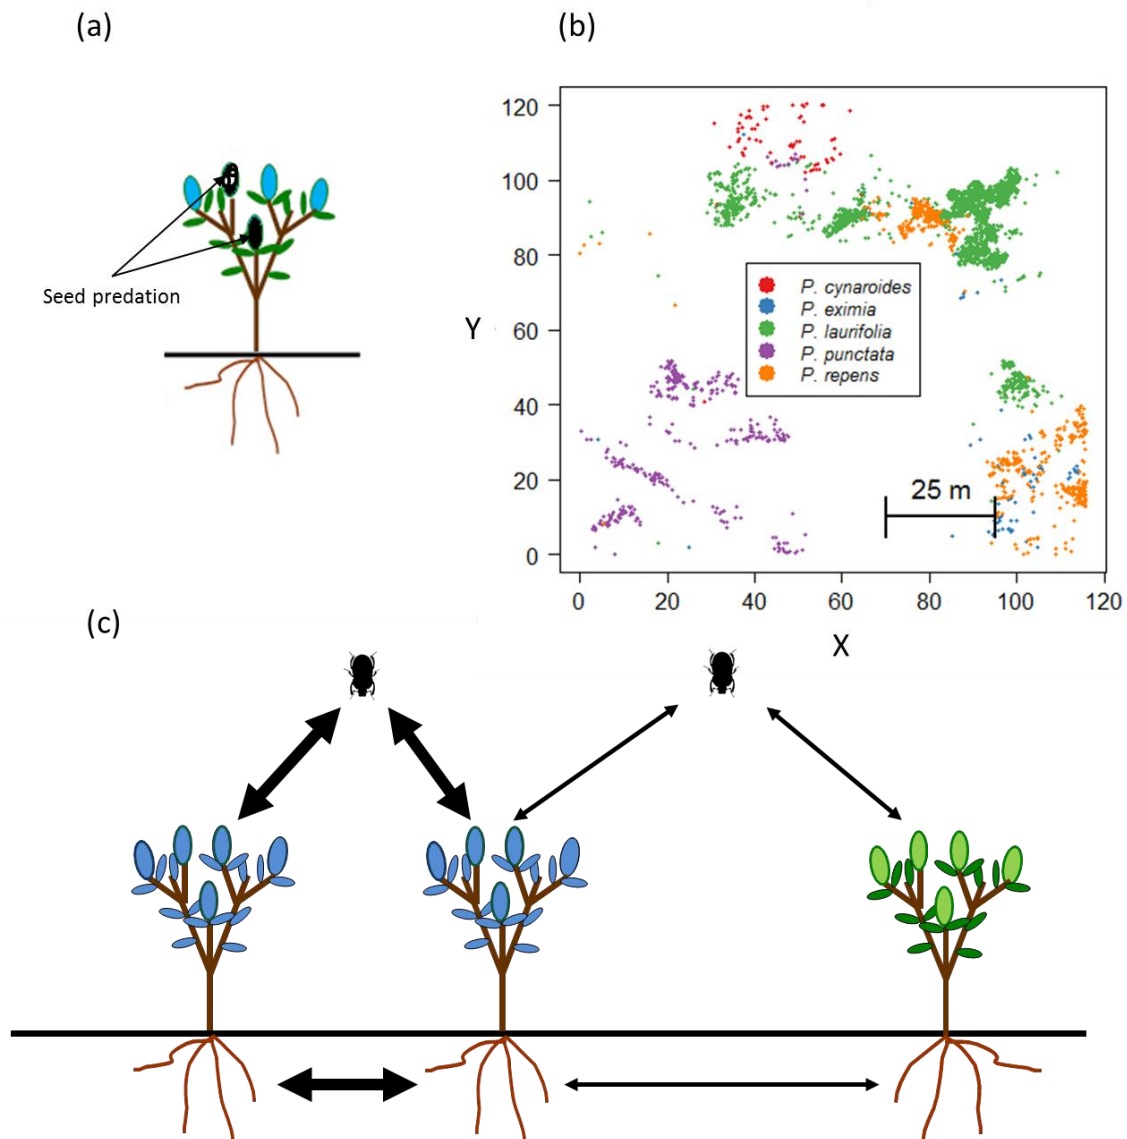 (a)
(b)
Seed predation
120
100
80
60
40
20
0
Y
P. cynaroides
P. eximia
P. laurifolia
P. punctata
P. repens
25 m
0 20 40 60 80 100 120
X
(c)